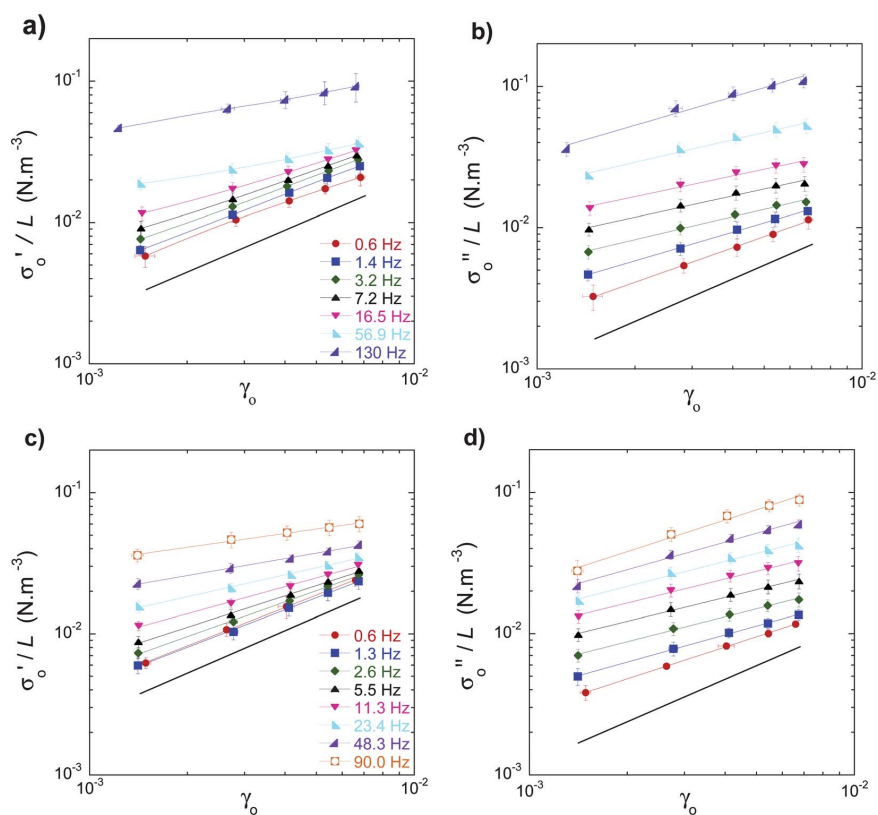 a)
10⁻¹
10⁻²
10⁻³
σₒ' / L (N.m⁻³)
0.6 Hz
1.4 Hz
3.2 Hz
7.2 Hz
16.5 Hz
56.9 Hz
130 Hz
10⁻³
10⁻²
γₒ
b)
10⁻¹
10⁻²
10⁻³
σₒ'' / L (N.m⁻³)
10⁻³
10⁻²
γₒ
c)
10⁻¹
10⁻²
10⁻³
σₒ' / L (N.m⁻³)
0.6 Hz
1.3 Hz
2.6 Hz
5.5 Hz
11.3 Hz
23.4 Hz
48.3 Hz
90.0 Hz
10⁻³
10⁻²
γₒ
d)
10⁻¹
10⁻²
10⁻³
σₒ'' / L (N.m⁻³)
10⁻³
10⁻²
γₒ